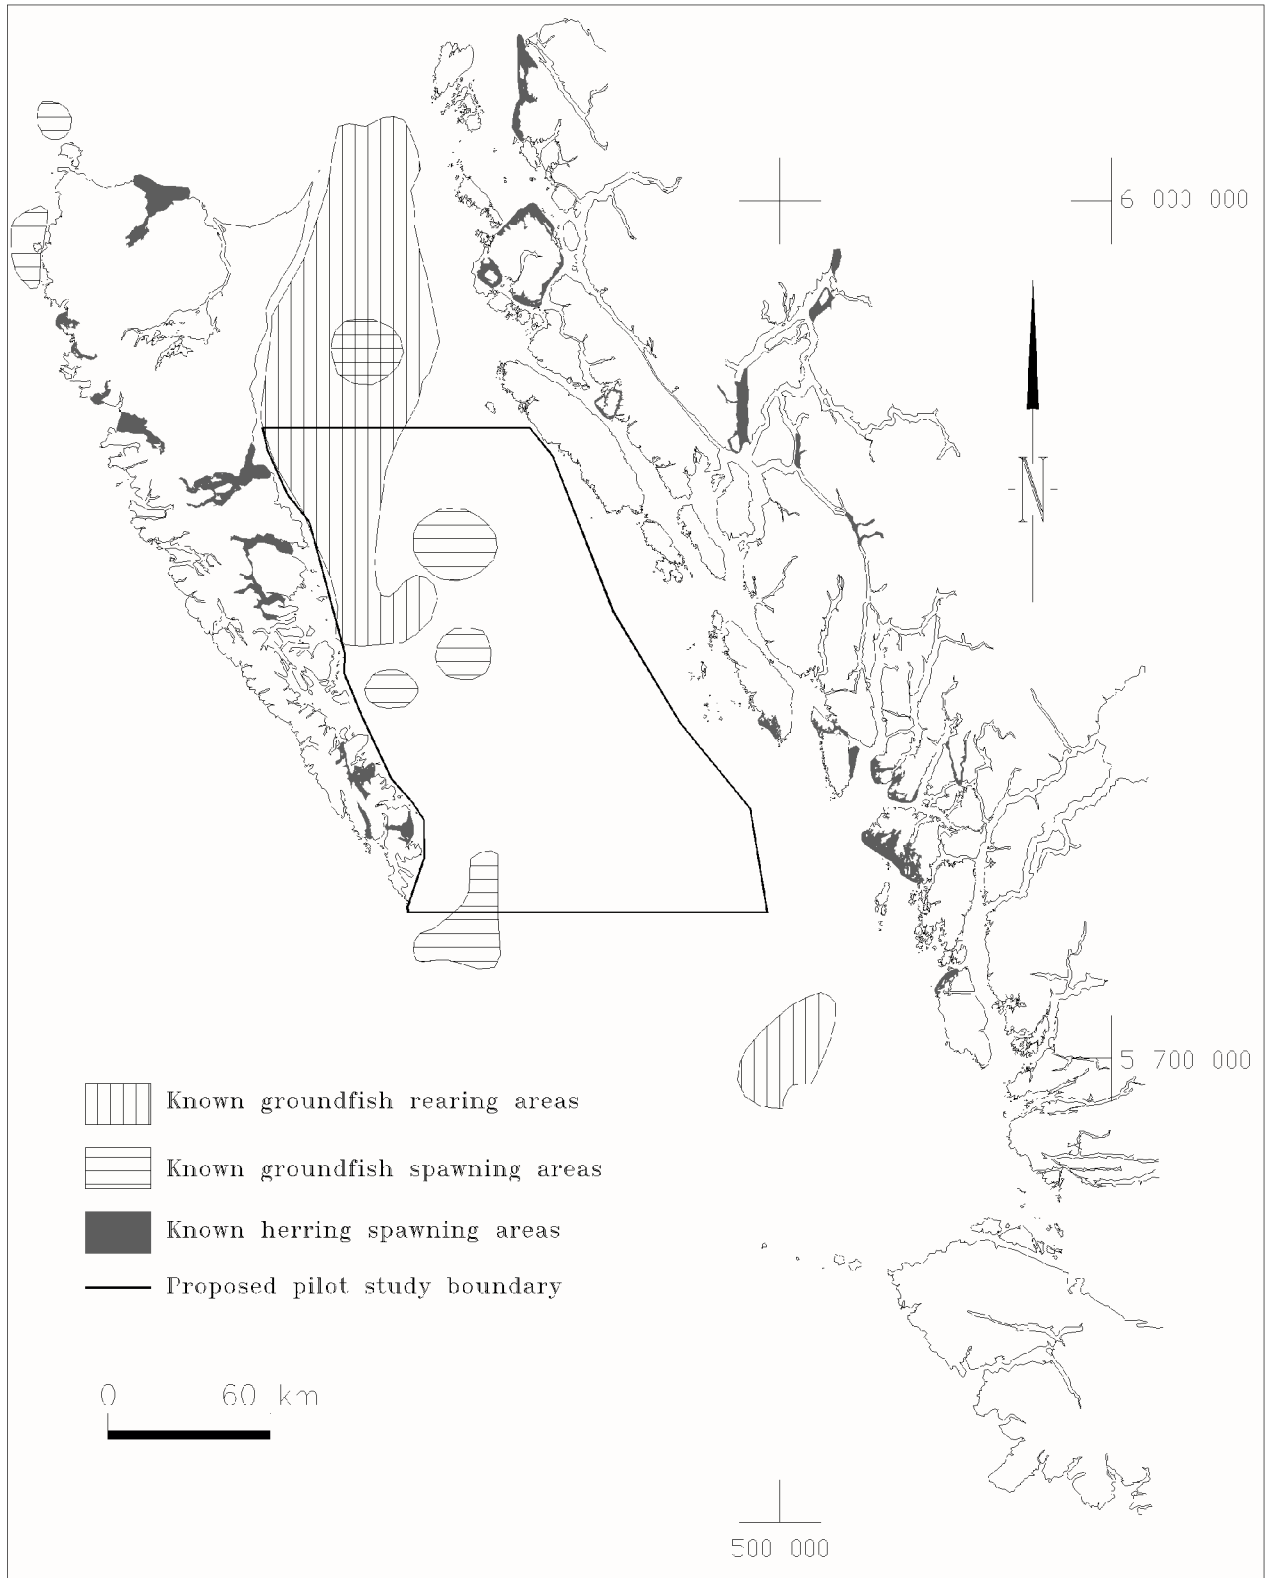 6 000 000
N
5 700 000
Known groundfish rearing areas
Known groundfish spawning areas
Known herring spawning areas
Proposed pilot study boundary
0 60 km
500 000